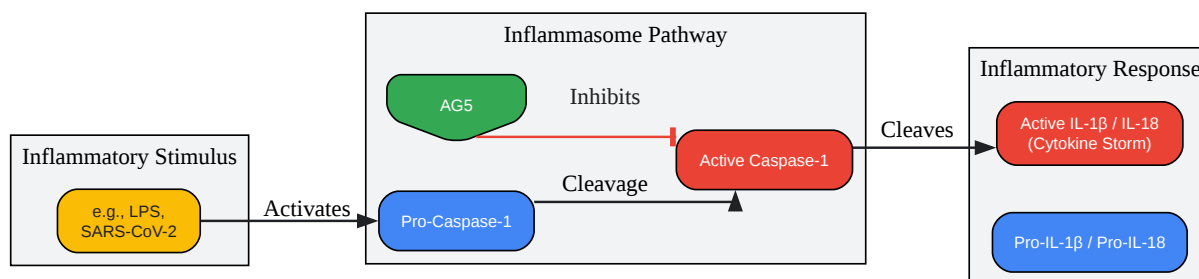 Inflammatory Stimulus
e.g., LPS,
SARS-CoV-2
Activates
Inflammasome Pathway
AG5
Inhibits
Pro-Caspase-1
Cleavage
Active Caspase-1
Cleaves
Inflammatory Response
Active IL-1β / IL-18
(Cytokine Storm)
Pro-IL-1β / Pro-IL-18